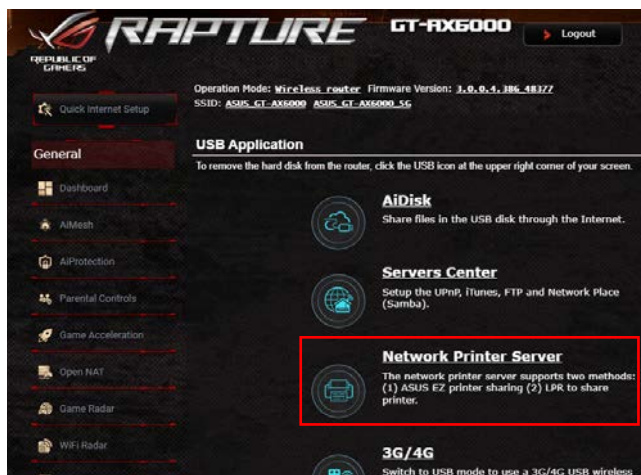 RAPTURE
GT-AX6000
Logout
REPUBLIC OF
GAMERS
Operation Mode: Wireless router Firmware Version: 3.0.0.4.386_48377
SSID: ASUS_GT-AX6000 ASUS_GT-AX6000_5G
Quick Internet Setup
General
Dashboard
AiMesh
AiProtection
Parental Controls
Game Acceleration
Open NAT
Game Radar
WiFi Radar
USB Application
To remove the hard disk from the router, click the USB icon at the upper right corner of your screen.
AiDisk
Share files in the USB disk through the Internet.
Servers Center
Setup the UPnP, iTunes, FTP and Network Place
(Samba).
Network Printer Server
The network printer server supports two methods:
(1) ASUS EZ printer sharing (2) LPR to share
printer.
3G/4G
Switch to USB mode to use a 3G/4G USB wireless